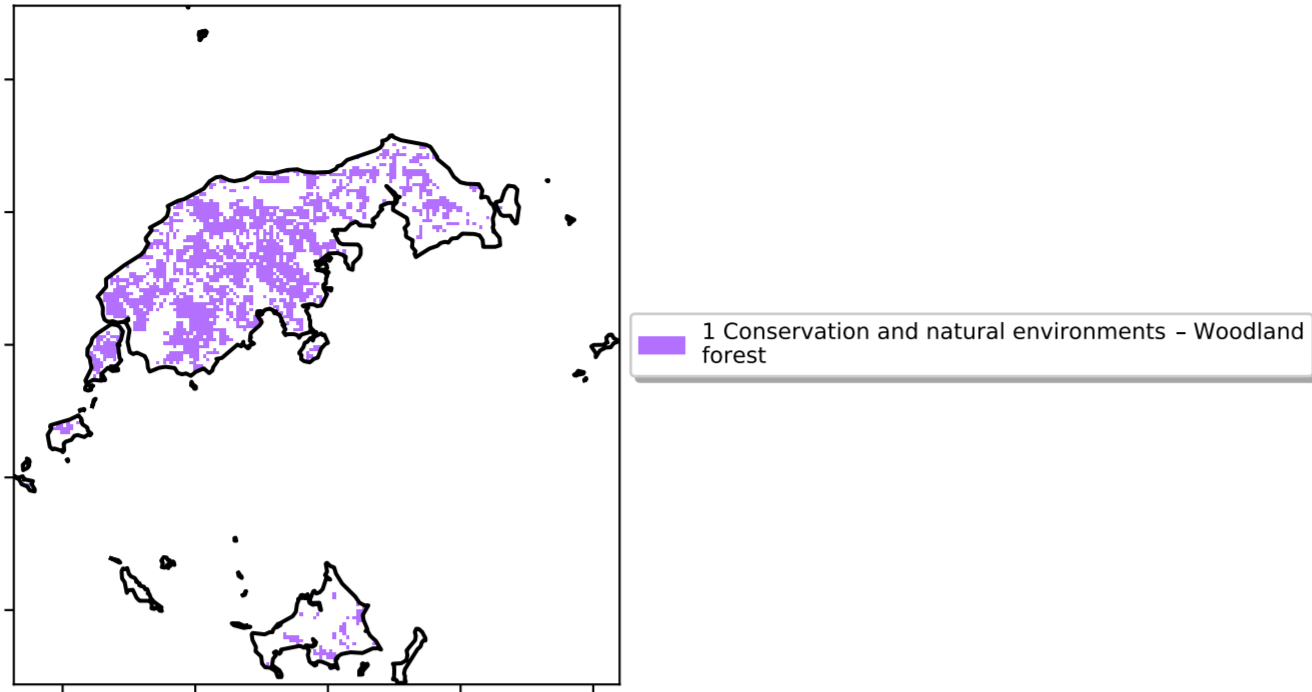 1 Conservation and natural environments – Woodland
forest